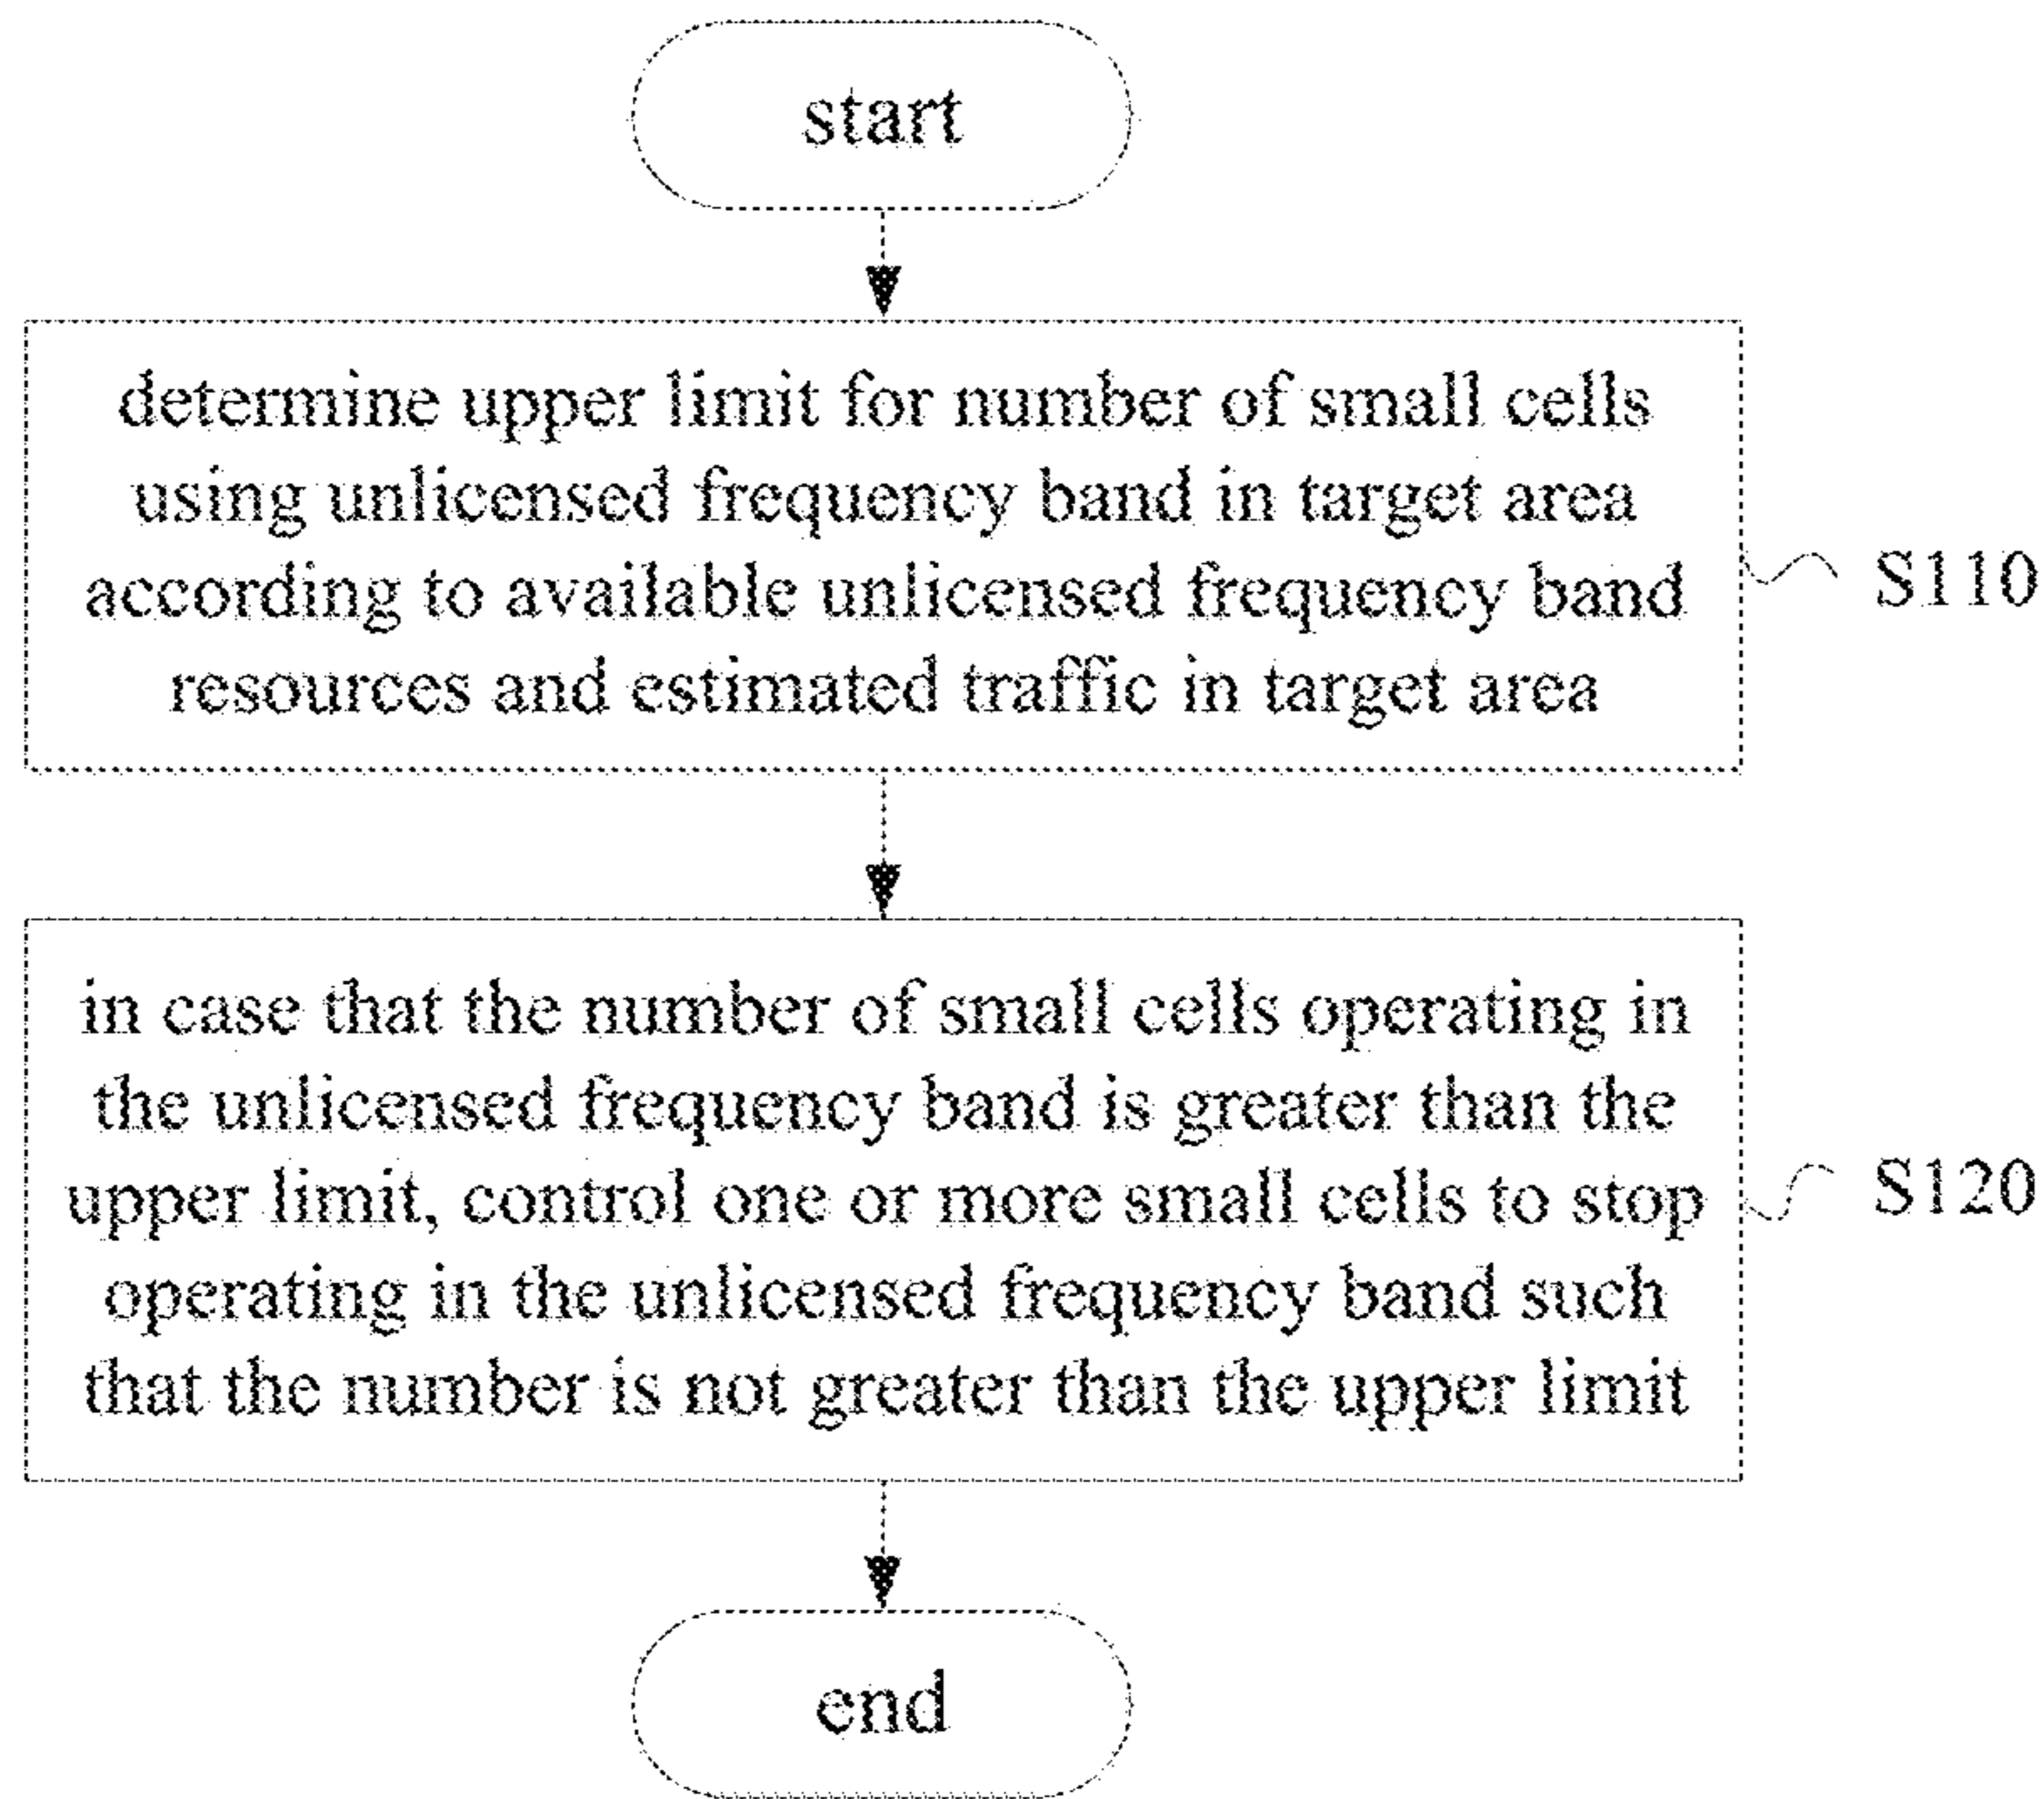 start
determine upper limit for number of small cells
using unlicensed frequency band in target area
according to available unlicensed frequency band
resources and estimated traffic in target area
S110
in case that the number of small cells operating in
the unlicensed frequency band is greater than the
upper limit, control one or more small cells to stop
operating in the unlicensed frequency band such
that the number is not greater than the upper limit
S120
end